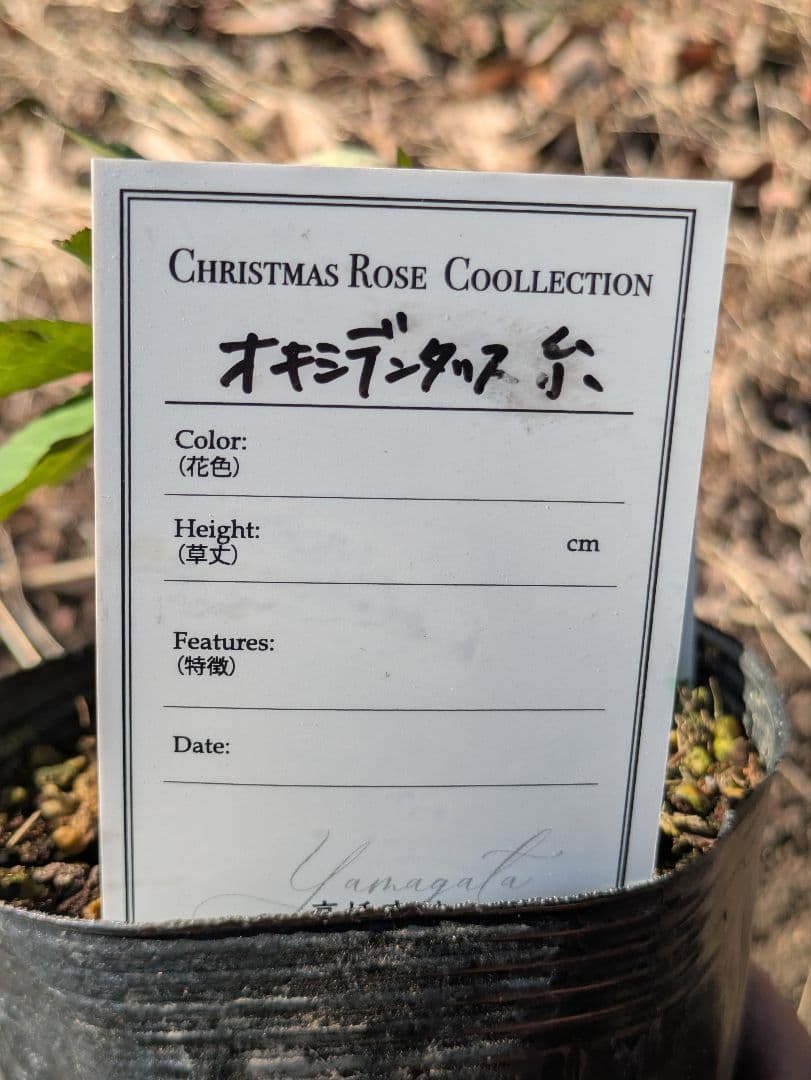 CHRISTMAS ROSE COOLLECTION
オキシデンタリス 糸
Color:
(花色)
Height: cm
(草丈)
Features:
(特徴)
Date:
Yamagata